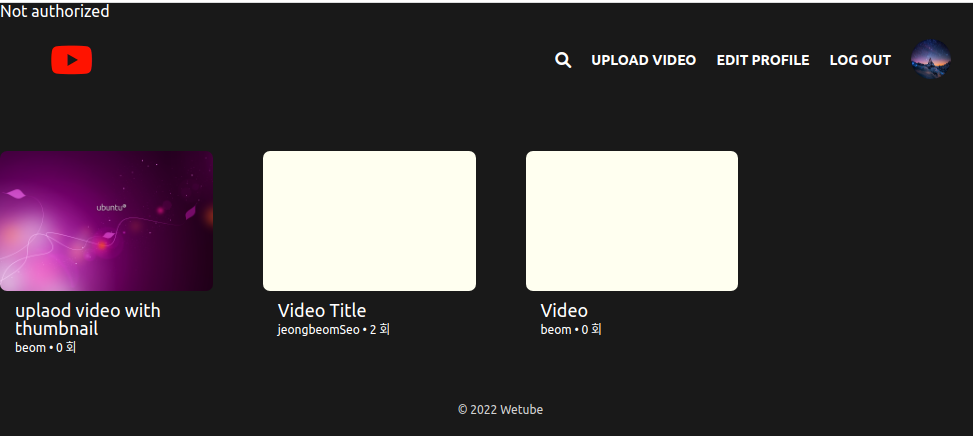 Not authorized
UPLOAD VIDEO EDIT PROFILE LOG OUT
ubuntu
uplaod video with
thumbnail
beom • 0 회
Video Title
jeongbeomSeo • 2 회
Video
beom • 0 회
© 2022 Wetube